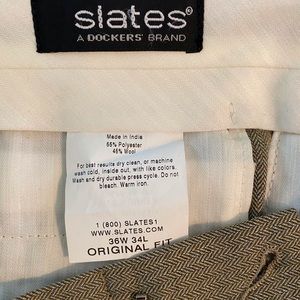 slates®
A DOCKERS® BRAND
Made in India
55% Polyester
45% Wool
For best results dry clean, or machine
wash cold, inside out, with like colors.
Wash and dry durable press cycle. Do not
bleach. Warm iron.
1 (800) SLATES1
WWW.SLATES.COM
36W 34L
ORIGINAL FIT